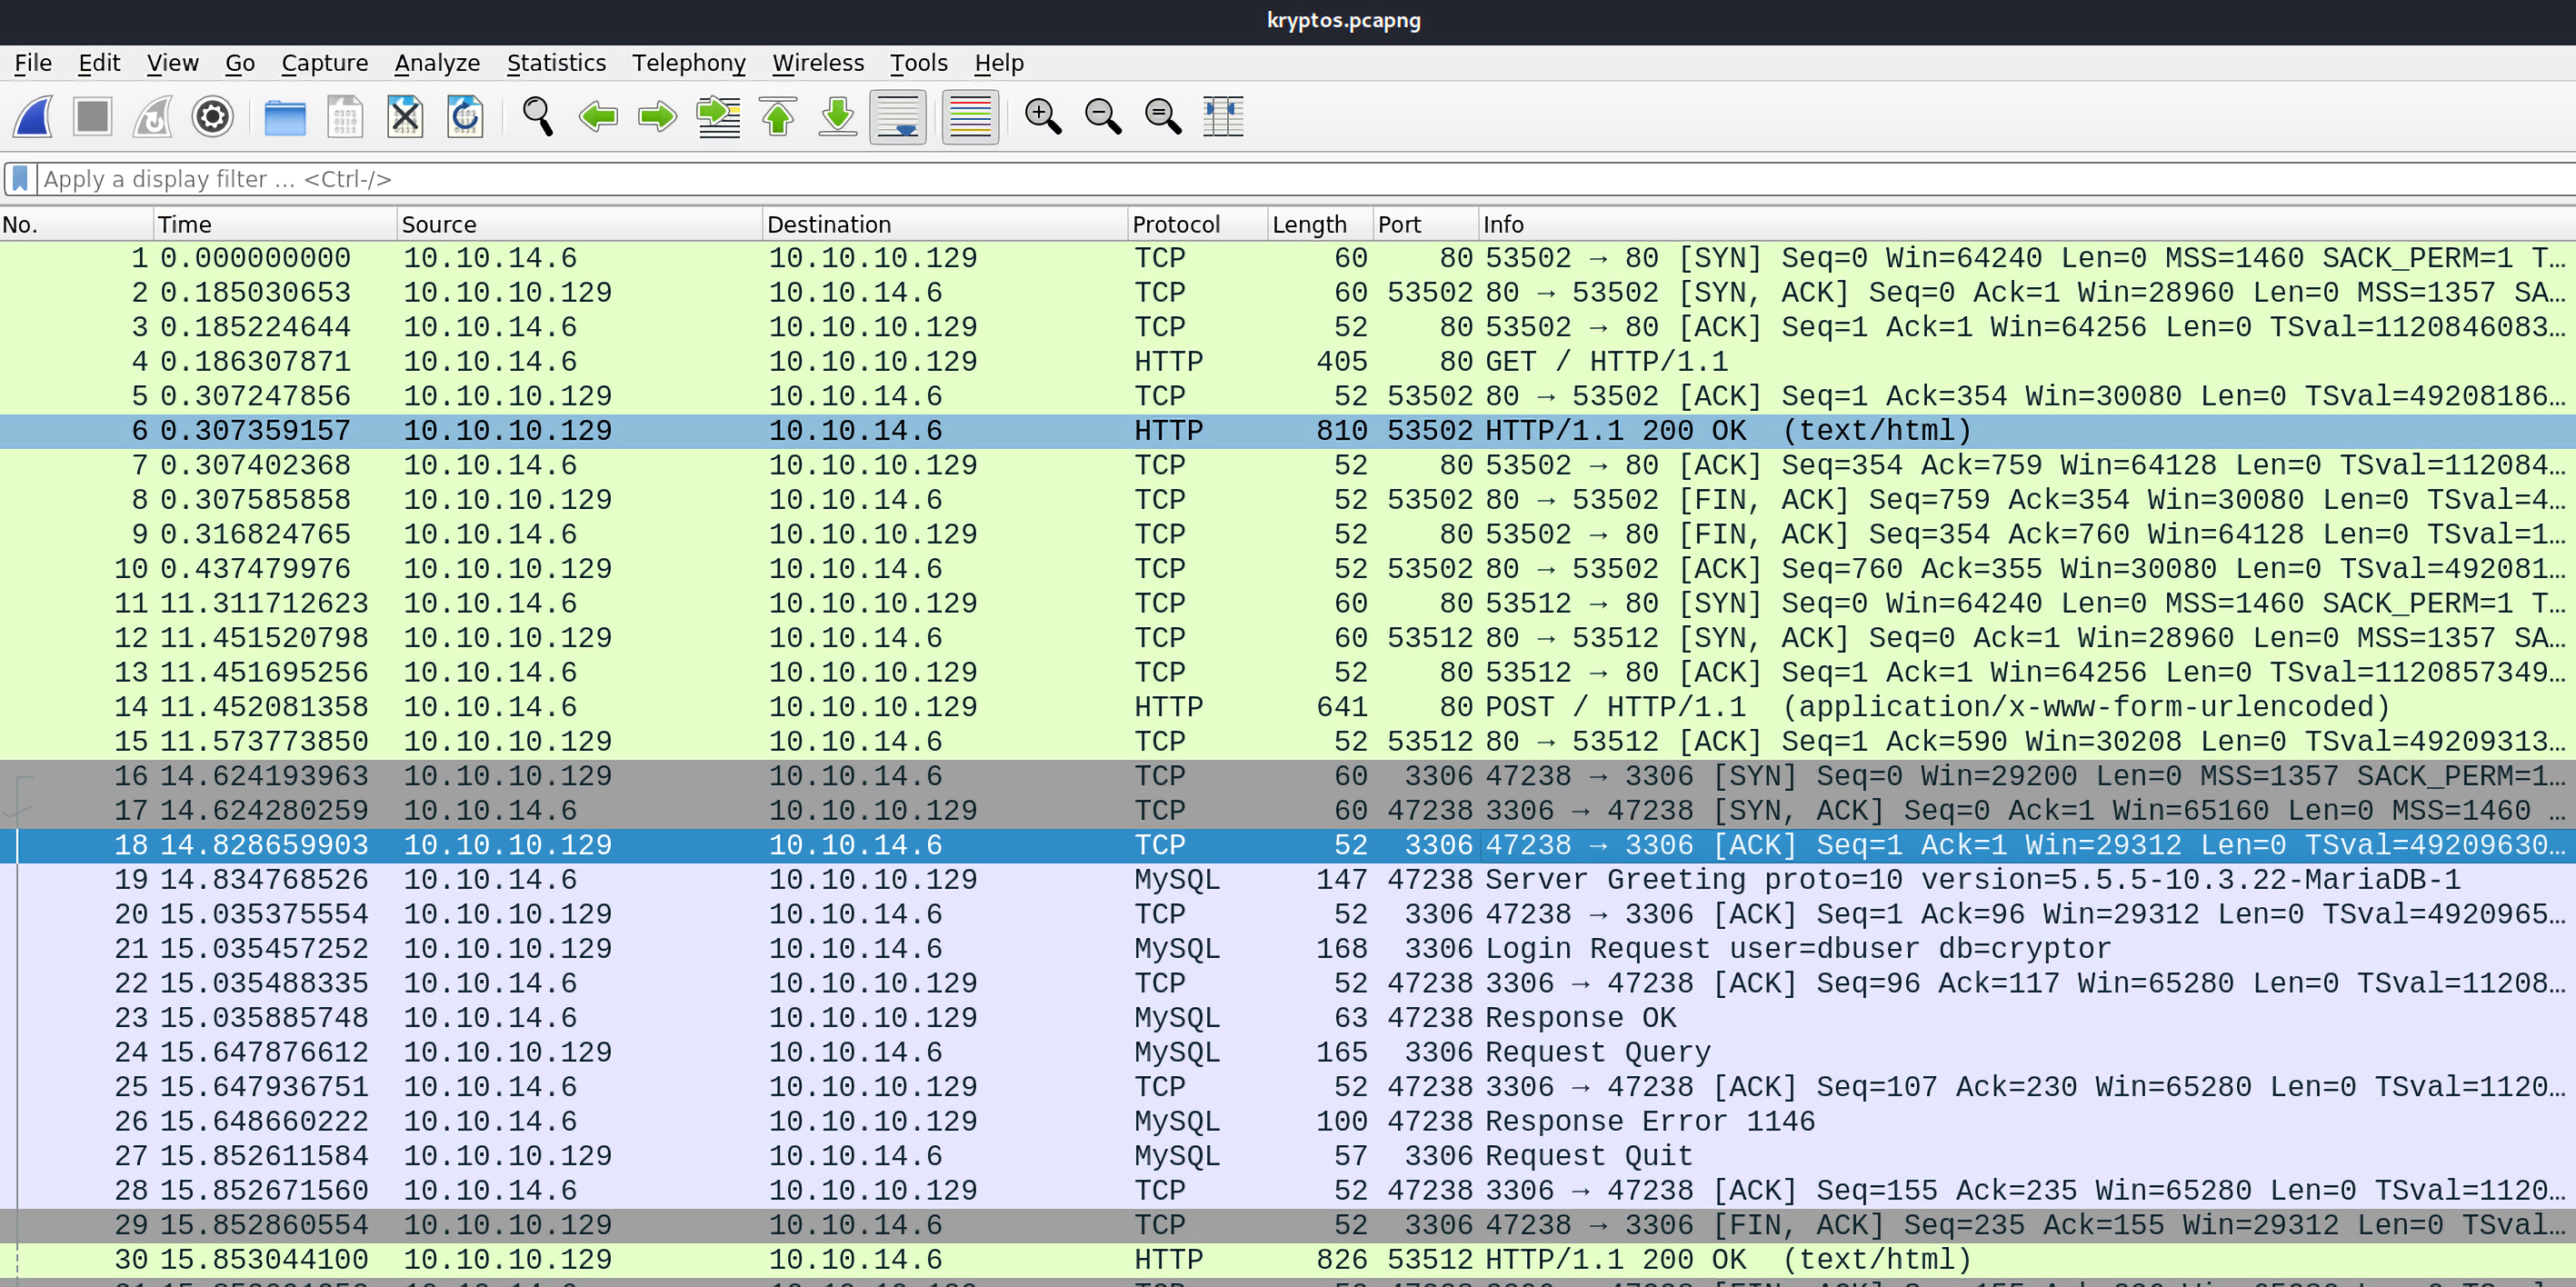 kryptos.pcapng
File Edit View Go Capture Analyze Statistics Telephony Wireless Tools Help
Apply a display filter … <Ctrl-/>
No. Time Source Destination Protocol Length Port Info
1 0.000000000 10.10.14.6 10.10.10.129 TCP 60 80 53502 → 80 [SYN] Seq=0 Win=64240 Len=0 MSS=1460 SACK_PERM=1 T…
2 0.185030653 10.10.10.129 10.10.14.6 TCP 60 53502 80 → 53502 [SYN, ACK] Seq=0 Ack=1 Win=28960 Len=0 MSS=1357 SA…
3 0.185224644 10.10.14.6 10.10.10.129 TCP 52 80 53502 → 80 [ACK] Seq=1 Ack=1 Win=64256 Len=0 TSval=1120846083…
4 0.186307871 10.10.14.6 10.10.10.129 HTTP 405 80 GET / HTTP/1.1
5 0.307247856 10.10.10.129 10.10.14.6 TCP 52 53502 80 → 53502 [ACK] Seq=1 Ack=354 Win=30080 Len=0 TSval=49208186…
6 0.307359157 10.10.10.129 10.10.14.6 HTTP 810 53502 HTTP/1.1 200 OK (text/html)
7 0.307402368 10.10.14.6 10.10.10.129 TCP 52 80 53502 → 80 [ACK] Seq=354 Ack=759 Win=64128 Len=0 TSval=112084…
8 0.307585858 10.10.10.129 10.10.14.6 TCP 52 53502 80 → 53502 [FIN, ACK] Seq=759 Ack=354 Win=30080 Len=0 TSval=4…
9 0.316824765 10.10.14.6 10.10.10.129 TCP 52 80 53502 → 80 [FIN, ACK] Seq=354 Ack=760 Win=64128 Len=0 TSval=1…
10 0.437479976 10.10.10.129 10.10.14.6 TCP 52 53502 80 → 53502 [ACK] Seq=760 Ack=355 Win=30080 Len=0 TSval=492081…
11 11.311712623 10.10.14.6 10.10.10.129 TCP 60 80 53512 → 80 [SYN] Seq=0 Win=64240 Len=0 MSS=1460 SACK_PERM=1 T…
12 11.451520798 10.10.10.129 10.10.14.6 TCP 60 53512 80 → 53512 [SYN, ACK] Seq=0 Ack=1 Win=28960 Len=0 MSS=1357 SA…
13 11.451695256 10.10.14.6 10.10.10.129 TCP 52 80 53512 → 80 [ACK] Seq=1 Ack=1 Win=64256 Len=0 TSval=1120857349…
14 11.452081358 10.10.14.6 10.10.10.129 HTTP 641 80 POST / HTTP/1.1 (application/x-www-form-urlencoded)
15 11.573773850 10.10.10.129 10.10.14.6 TCP 52 53512 80 → 53512 [ACK] Seq=1 Ack=590 Win=30208 Len=0 TSval=49209313…
16 14.624193963 10.10.10.129 10.10.14.6 TCP 60 3306 47238 → 3306 [SYN] Seq=0 Win=29200 Len=0 MSS=1357 SACK_PERM=1…
17 14.624280259 10.10.14.6 10.10.10.129 TCP 60 47238 3306 → 47238 [SYN, ACK] Seq=0 Ack=1 Win=65160 Len=0 MSS=1460 …
18 14.828659903 10.10.10.129 10.10.14.6 TCP 52 3306 47238 → 3306 [ACK] Seq=1 Ack=1 Win=29312 Len=0 TSval=49209630…
19 14.834768526 10.10.14.6 10.10.10.129 MySQL 147 47238 Server Greeting proto=10 version=5.5.5-10.3.22-MariaDB-1
20 15.035375554 10.10.10.129 10.10.14.6 TCP 52 3306 47238 → 3306 [ACK] Seq=1 Ack=96 Win=29312 Len=0 TSval=4920965…
21 15.035457252 10.10.10.129 10.10.14.6 MySQL 168 3306 Login Request user=dbuser db=cryptor
22 15.035488335 10.10.14.6 10.10.10.129 TCP 52 47238 3306 → 47238 [ACK] Seq=96 Ack=117 Win=65280 Len=0 TSval=11208…
23 15.035885748 10.10.14.6 10.10.10.129 MySQL 63 47238 Response OK
24 15.647876612 10.10.10.129 10.10.14.6 MySQL 165 3306 Request Query
25 15.647936751 10.10.14.6 10.10.10.129 TCP 52 47238 3306 → 47238 [ACK] Seq=107 Ack=230 Win=65280 Len=0 TSval=1120…
26 15.648660222 10.10.14.6 10.10.10.129 MySQL 100 47238 Response Error 1146
27 15.852611584 10.10.10.129 10.10.14.6 MySQL 57 3306 Request Quit
28 15.852671560 10.10.14.6 10.10.10.129 TCP 52 47238 3306 → 47238 [ACK] Seq=155 Ack=235 Win=65280 Len=0 TSval=1120…
29 15.852860554 10.10.10.129 10.10.14.6 TCP 52 3306 47238 → 3306 [FIN, ACK] Seq=235 Ack=155 Win=29312 Len=0 TSval…
30 15.853044100 10.10.10.129 10.10.14.6 HTTP 826 53512 HTTP/1.1 200 OK (text/html)